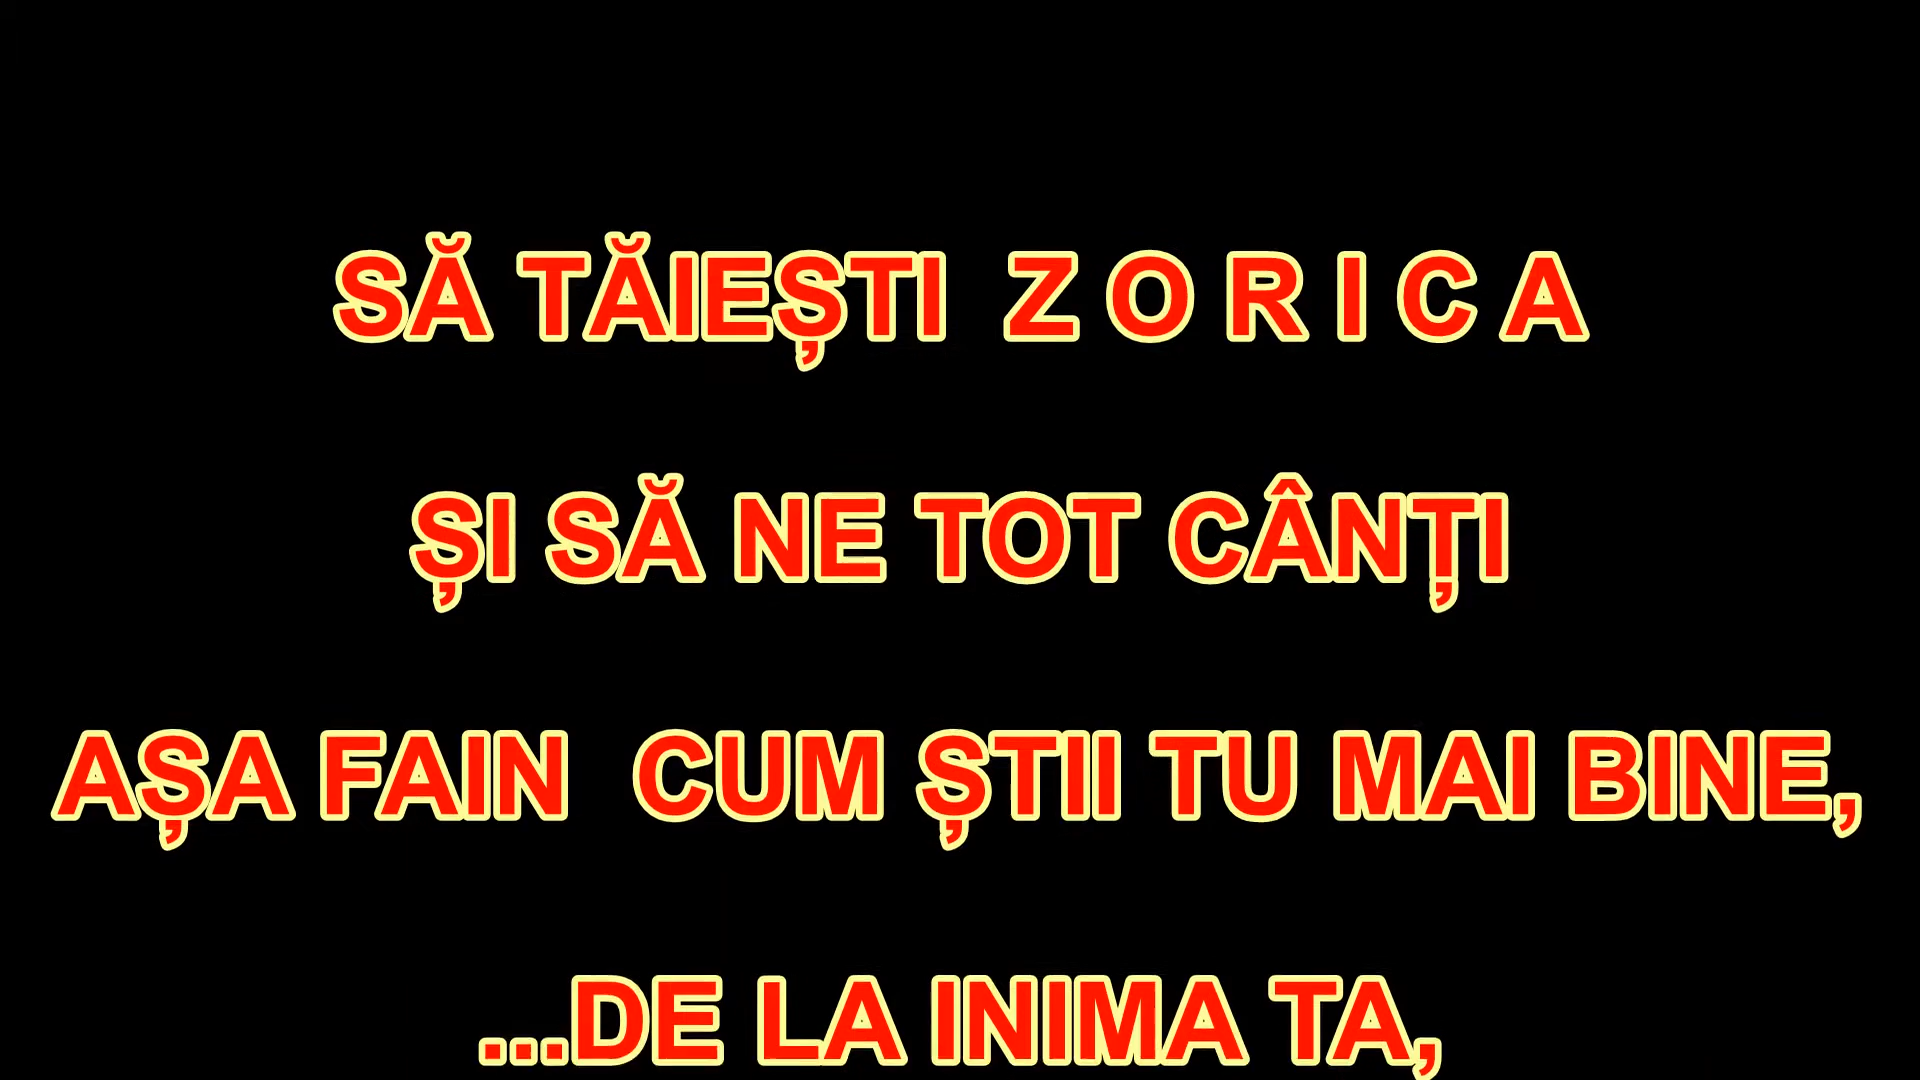 SĂ TĂIEȘTI  Z O R I C A
ȘI SĂ NE TOT CÂNȚI
AȘA FAIN  CUM ȘTII TU MAI BINE,
...DE LA INIMA TA,